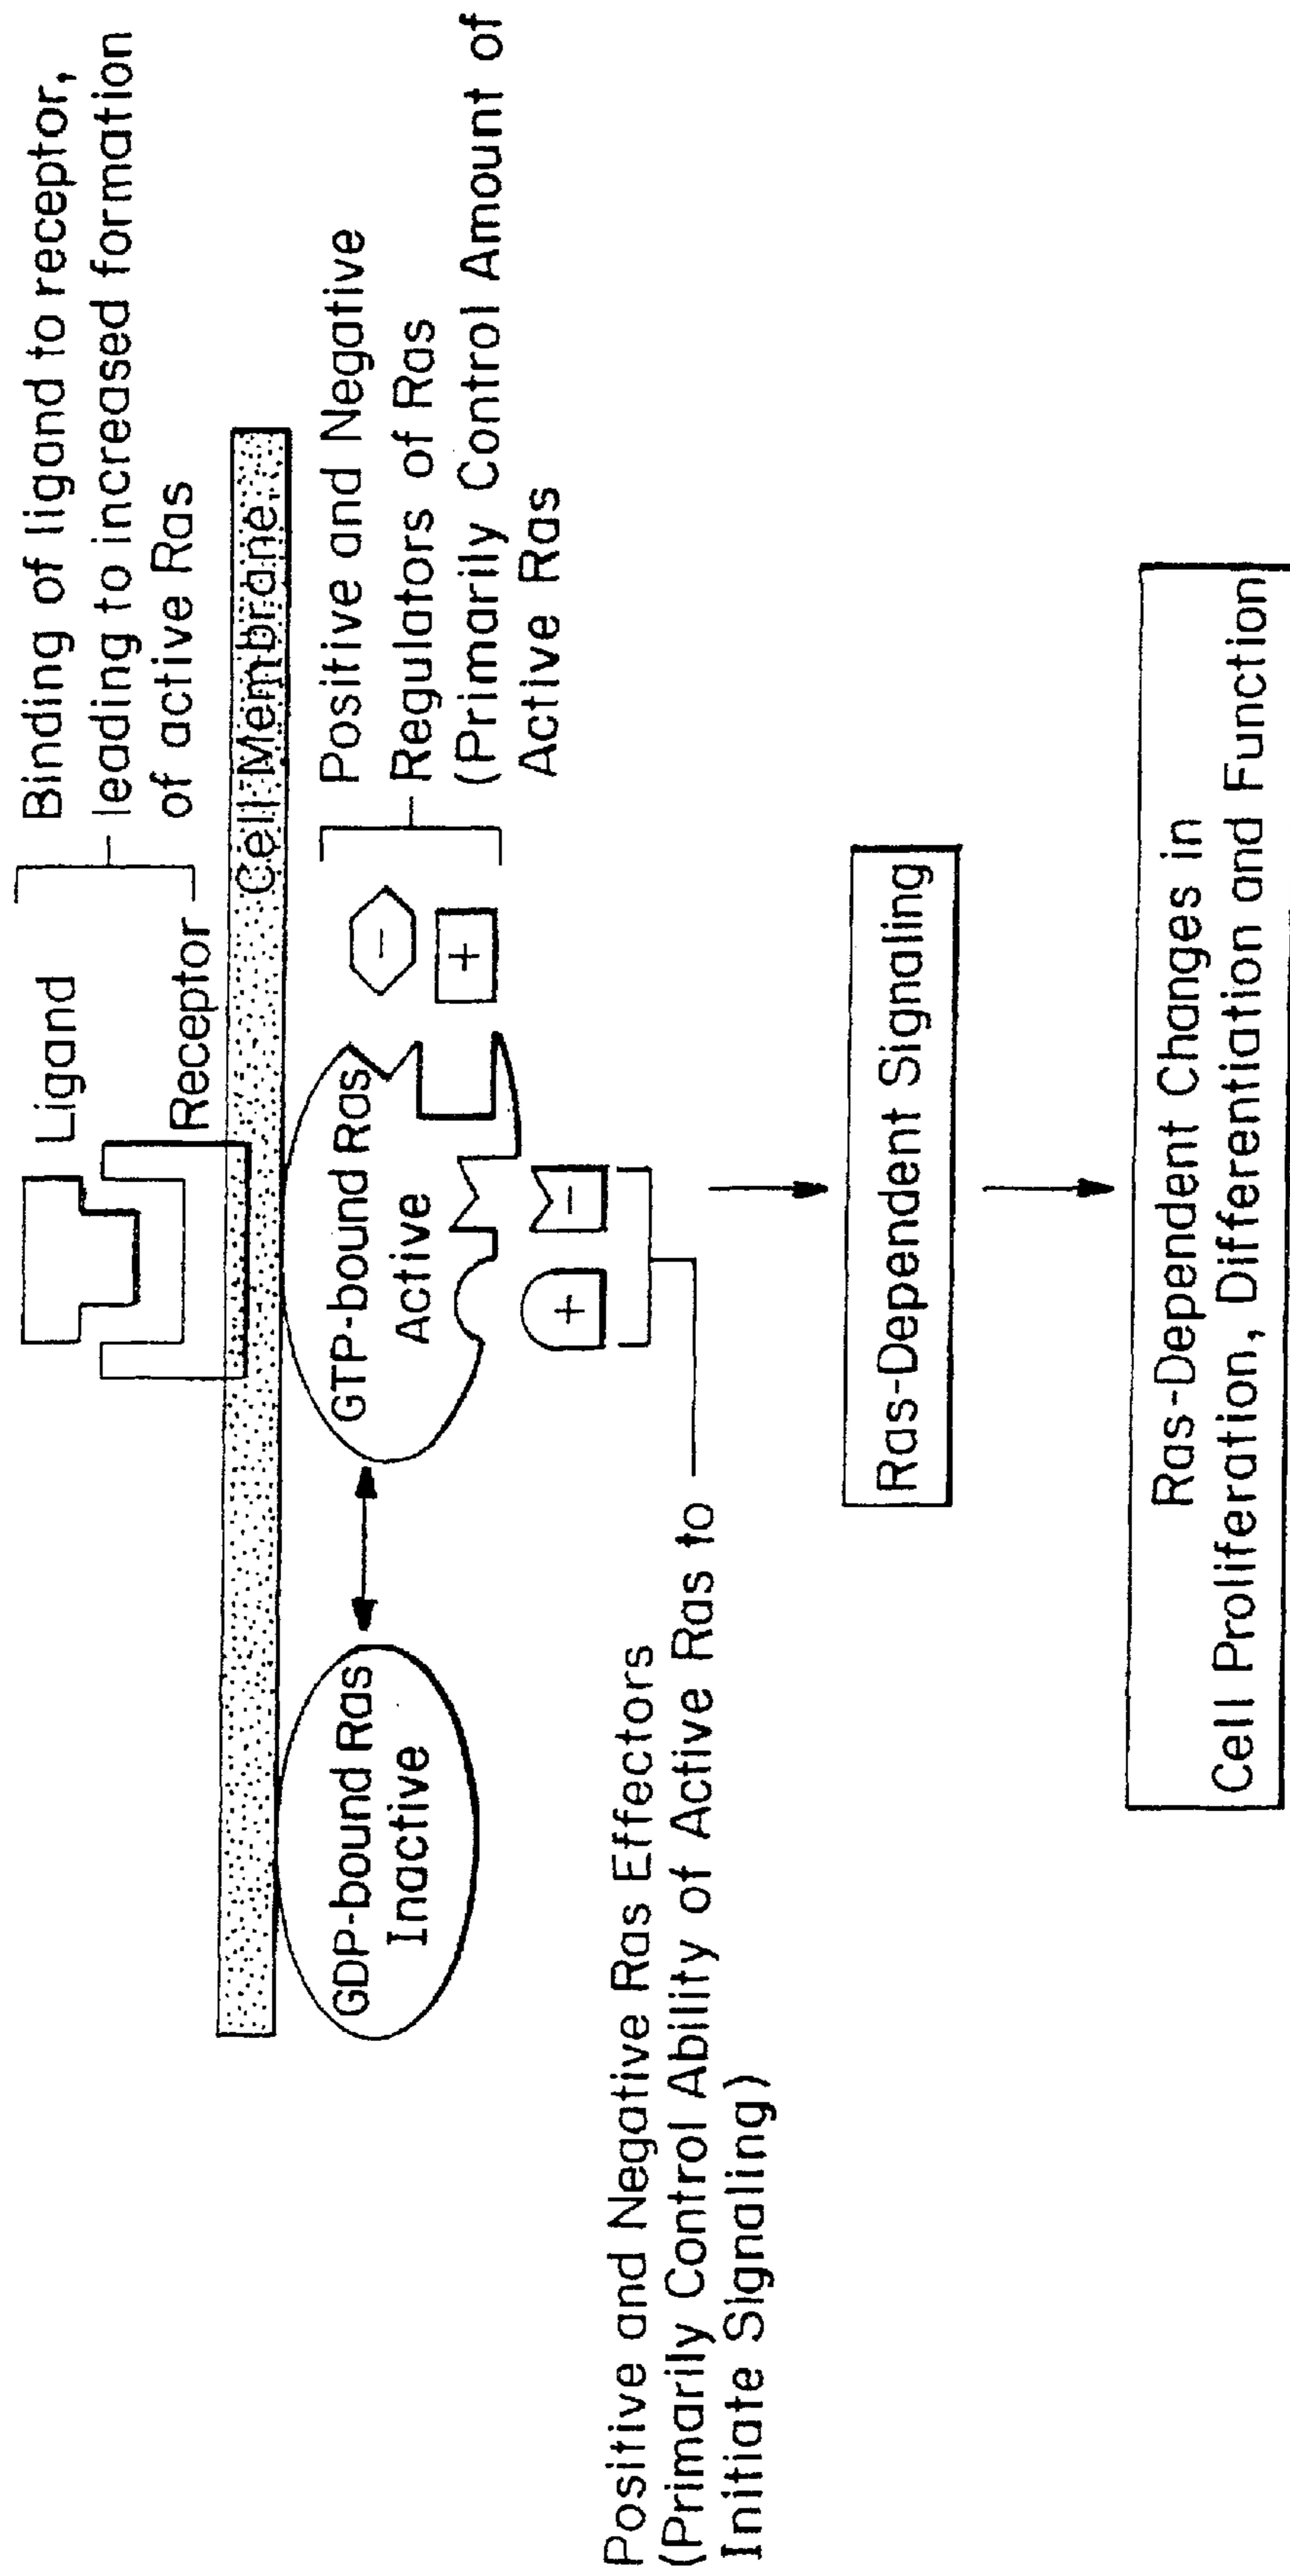 Ligand
Receptor
Binding of ligand to receptor,
leading to increased formation
of active Ras
Cell Membrane
GDP-bound Ras
Inactive
GTP-bound Ras
Active
-
+
Positive and Negative
Regulators of Ras
(Primarily Control Amount of
Active Ras
+
-
Positive and Negative Ras Effectors
(Primarily Control Ability of Active Ras to
Initiate Signaling)
Ras-Dependent Signaling
Ras-Dependent Changes in
Cell Proliferation, Differentiation and Function